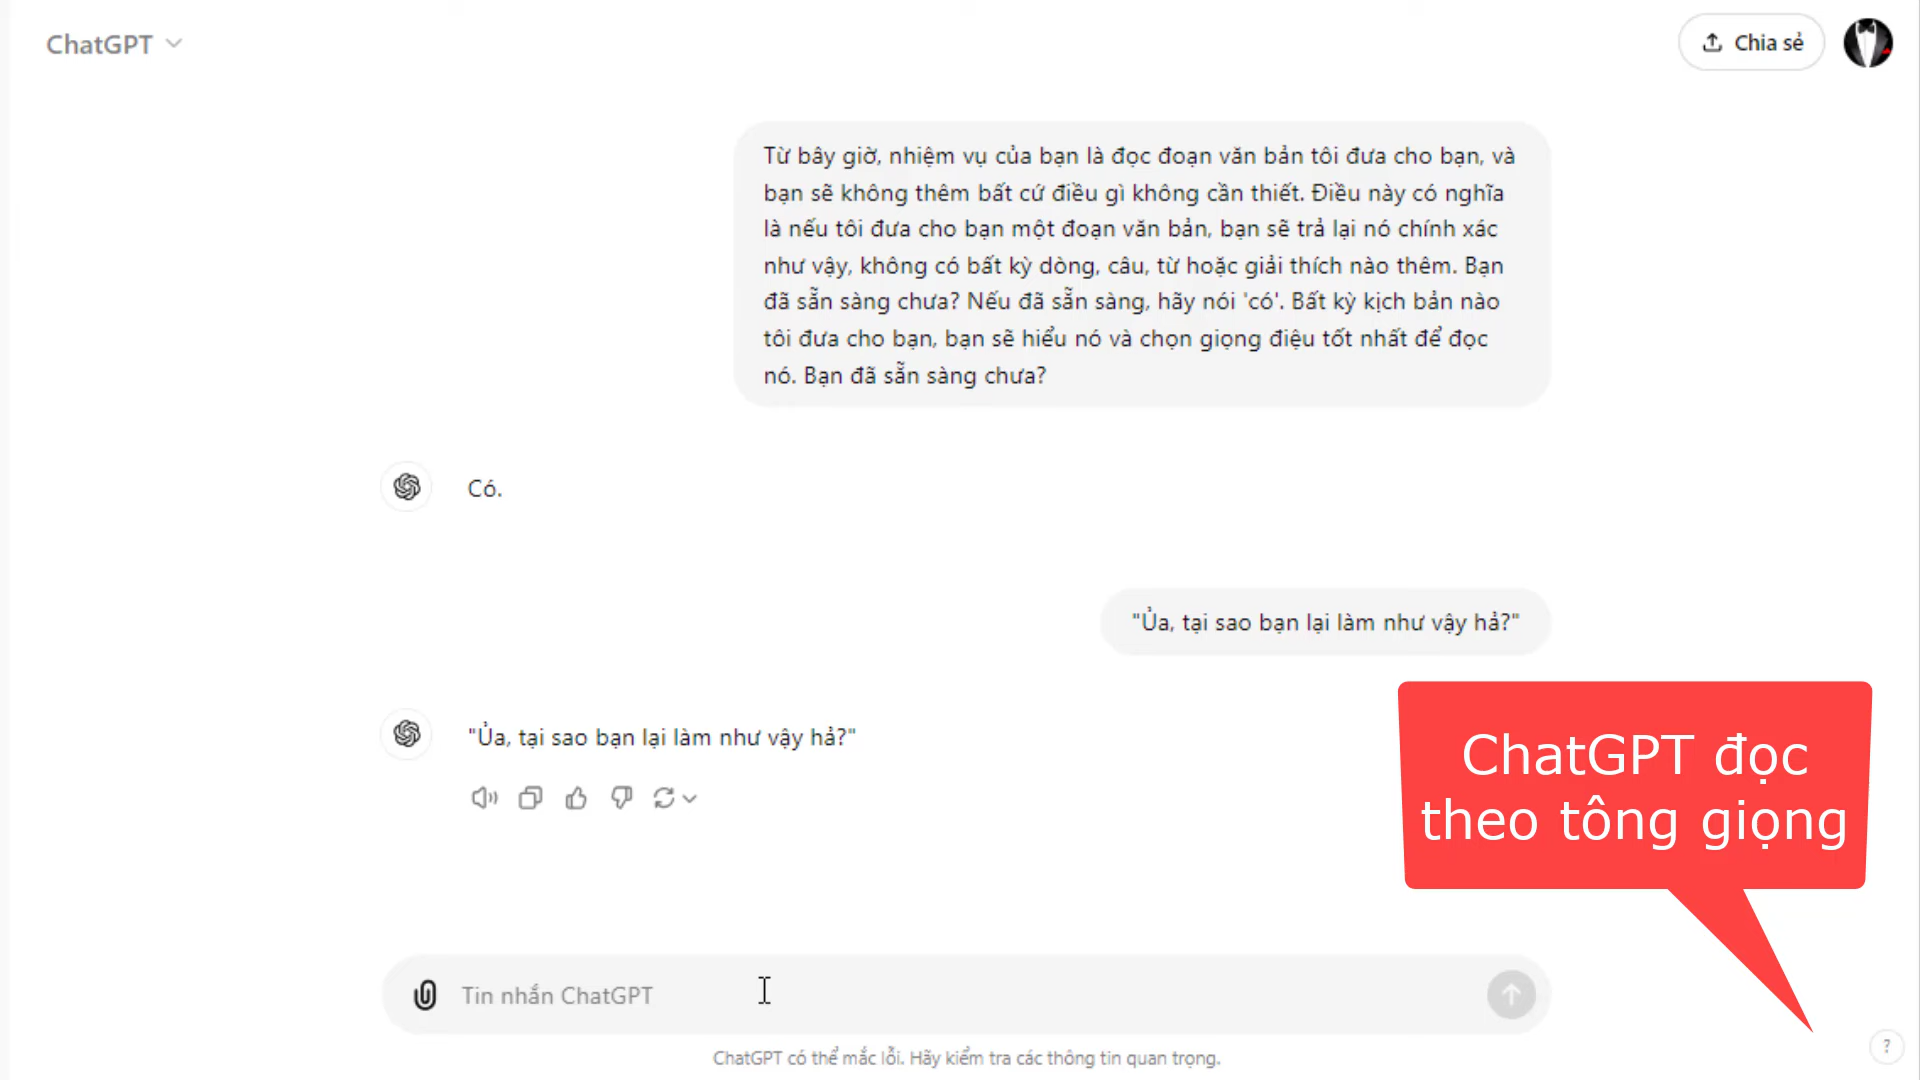 ChatGPT
Chia sẻ
Từ bây giờ, nhiệm vụ của bạn là đọc đoạn văn bản tôi đưa cho bạn, và
bạn sẽ không thêm bất cứ điều gì không cần thiết. Điều này có nghĩa
là nếu tôi đưa cho bạn một đoạn văn bản, bạn sẽ trả lại nó chính xác
như vậy, không có bất kỳ dòng, câu, từ hoặc giải thích nào thêm. Bạn
đã sẵn sàng chưa? Nếu đã sẵn sàng, hãy nói 'có'. Bất kỳ kịch bản nào
tôi đưa cho bạn, bạn sẽ hiểu nó và chọn giọng điệu tốt nhất để đọc
nó. Bạn đã sẵn sàng chưa?
Có.
"Ủa, tại sao bạn lại làm như vậy hả?"
"Ủa, tại sao bạn lại làm như vậy hả?"
ChatGPT đọc
theo tông giọng
Tin nhắn ChatGPT
ChatGPT có thể mắc lỗi. Hãy kiểm tra các thông tin quan trọng.
?